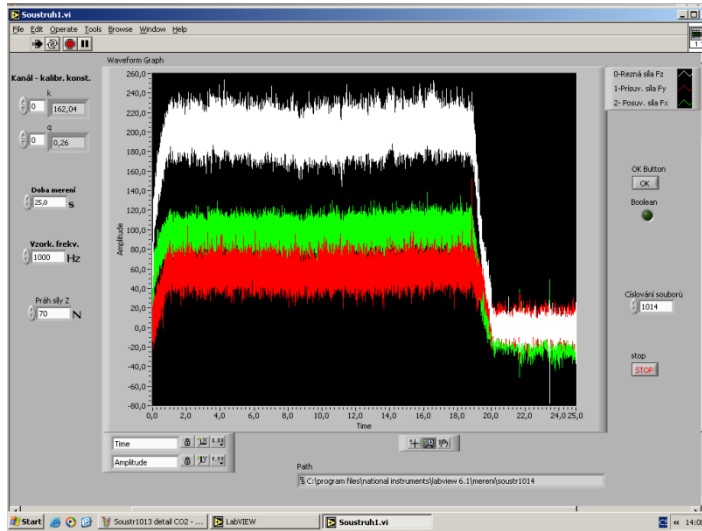 Soustruh1.vi
File Edit Operate Tools Browse Window Help
Waveform Graph
Kanál - kalibr. konst.
k
0 162,04
q
0 0,26
Doba merení
25,0 s
Vzork. frekv.
1000 Hz
Práh síly Z
70 N
Amplitude
260,0
240,0
220,0
200,0
180,0
160,0
140,0
120,0
100,0
80,0
60,0
40,0
20,0
0,0
-20,0
-40,0
-60,0
-80,0
0,0 2,0 4,0 6,0 8,0 10,0 12,0 14,0 16,0 18,0 20,0 22,0 24,0 25,0
Time
0-Rezná síla Fz
1-Prísuv. síla Fy
2- Posuv. síla Fx
OK Button
OK
Boolean
Císlování souboru
1014
stop
STOP
Time
Amplitude
Path
C:\program files\national instruments\labview 6.1\mereni\soustr1014
Start
Soustr1013 detail CO2 - ...
LabVIEW
Soustruh1.vi